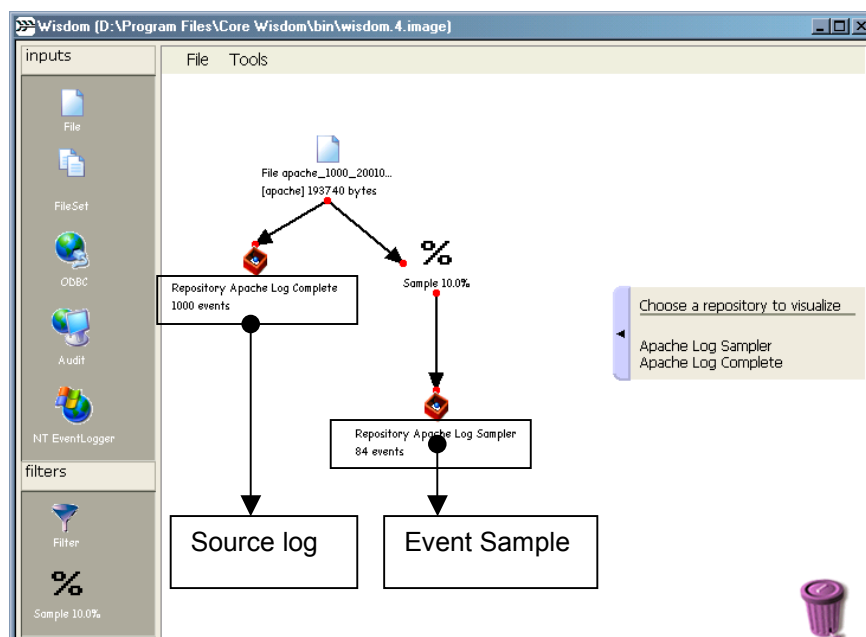 Wisdom (D:\Program Files\Core Wisdom\bin\wisdom.4.image)
inputs
File Tools
File
FileSet
ODBC
Audit
NT EventLogger
filters
Filter
%
Sample 10.0%
File apache_1000_20010...
[apache] 193740 bytes
Repository Apache Log Complete
1000 events
%
Sample 10.0%
Repository Apache Log Sampler
84 events
Source log
Event Sample
Choose a repository to visualize
Apache Log Sampler
Apache Log Complete